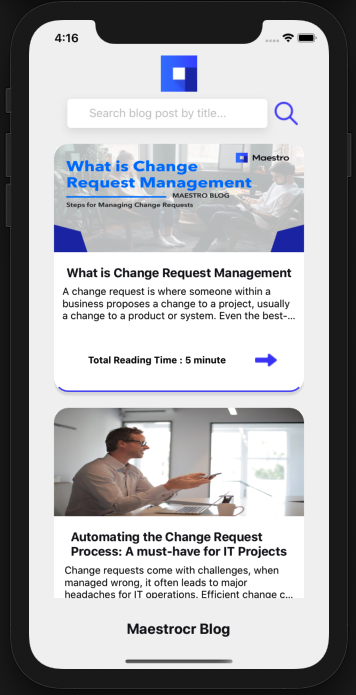 4:16
Search blog post by title...
Maestro
What is Change
Request Management
MAESTRO BLOG
Steps for Managing Change Requests
What is Change Request Management
A change request is where someone within a
business proposes a change to a project, usually
a change to a product or system. Even the best-...
Total Reading Time : 5 minute
Automating the Change Request
Process: A must-have for IT Projects
Change requests come with challenges, when
managed wrong, it often leads to major
headaches for IT operations. Efficient change c...
Maestrocr Blog